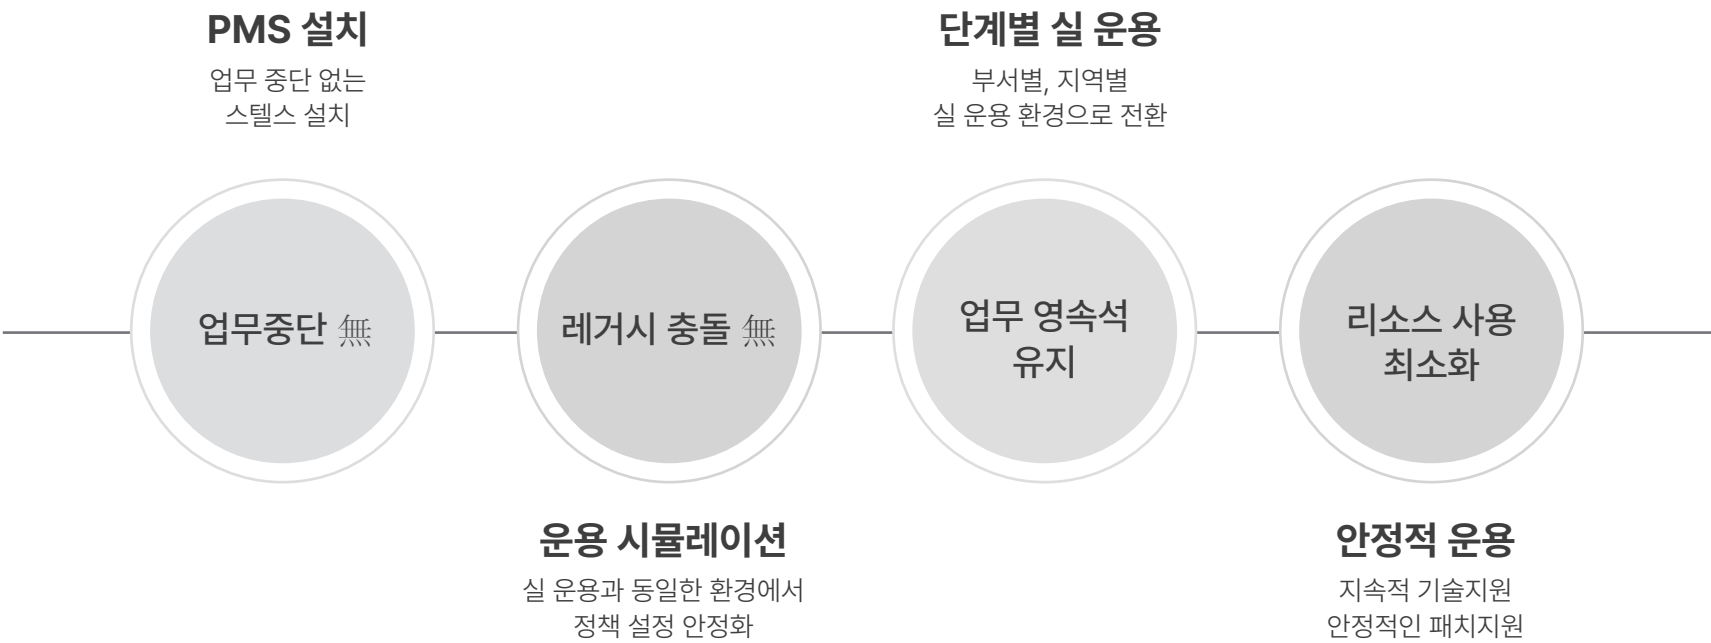 PMS 설치
업무 중단 없는
스텔스 설치
업무중단 無
레거시 충돌 無
운용 시뮬레이션
실 운용과 동일한 환경에서
정책 설정 안정화
단계별 실 운용
부서별, 지역별
실 운용 환경으로 전환
업무 영속석
유지
리소스 사용
최소화
안정적 운용
지속적 기술지원
안정적인 패치지원